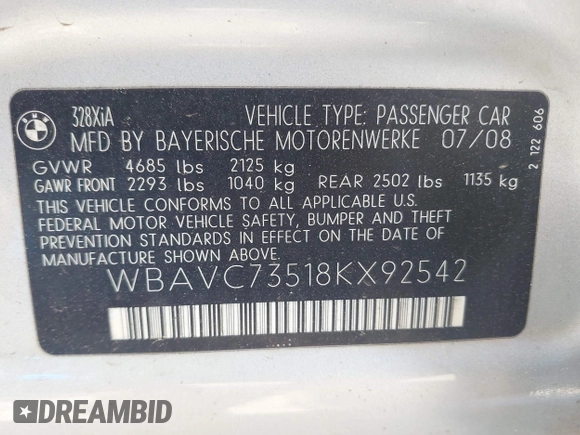 BMW
328XiA
VEHICLE TYPE: PASSENGER CAR
MFD BY BAYERISCHE MOTORENWERKE 07/08
GVWR 4685 lbs 2125 kg
GAWR FRONT 2293 lbs 1040 kg REAR 2502 lbs 1135 kg
THIS VEHICLE CONFORMS TO ALL APPLICABLE U.S.
FEDERAL MOTOR VEHICLE SAFETY, BUMPER AND THEFT
PREVENTION STANDARDS IN EFFECT ON THE DATE OF
MANUFACTURE SHOWN ABOVE.
WBAVC73518KX92542
2 122 606
DREAMBID